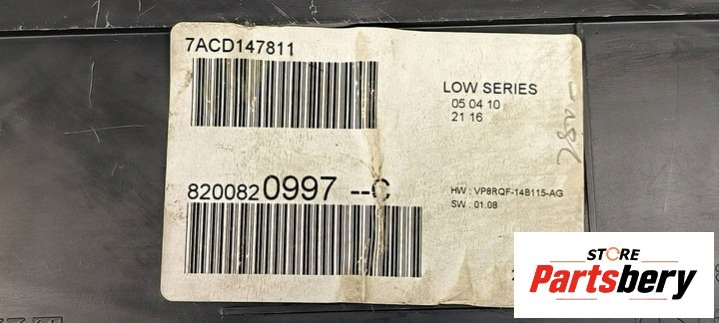 7ACD147811
LOW SERIES
05 04 10
21 16
8200820997 --C
HW : VP8RQF-14B115-AG
SW : 01.08
STORE
Partsbery